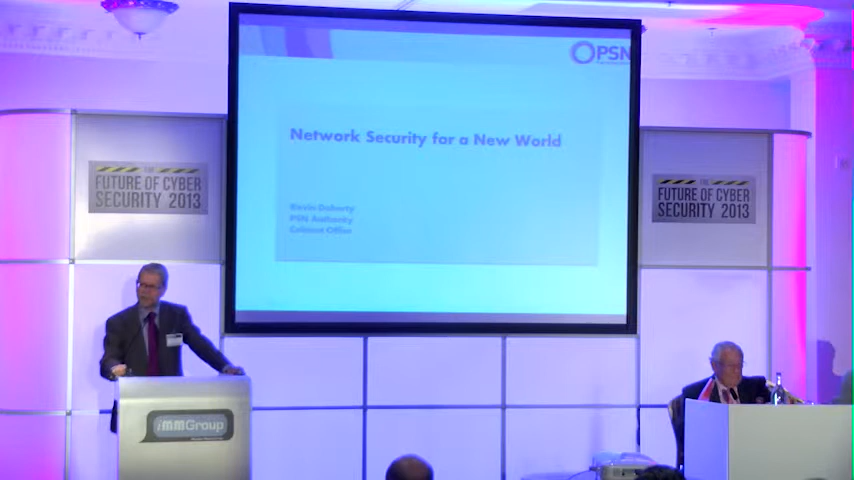 PSN
Network Security for a New World
Kevin Doherty
PSN Authority
Cabinet Office
THE
FUTURE OF CYBER
SECURITY 2013
THE
FUTURE OF CYBER
SECURITY 2013
iMMGroup